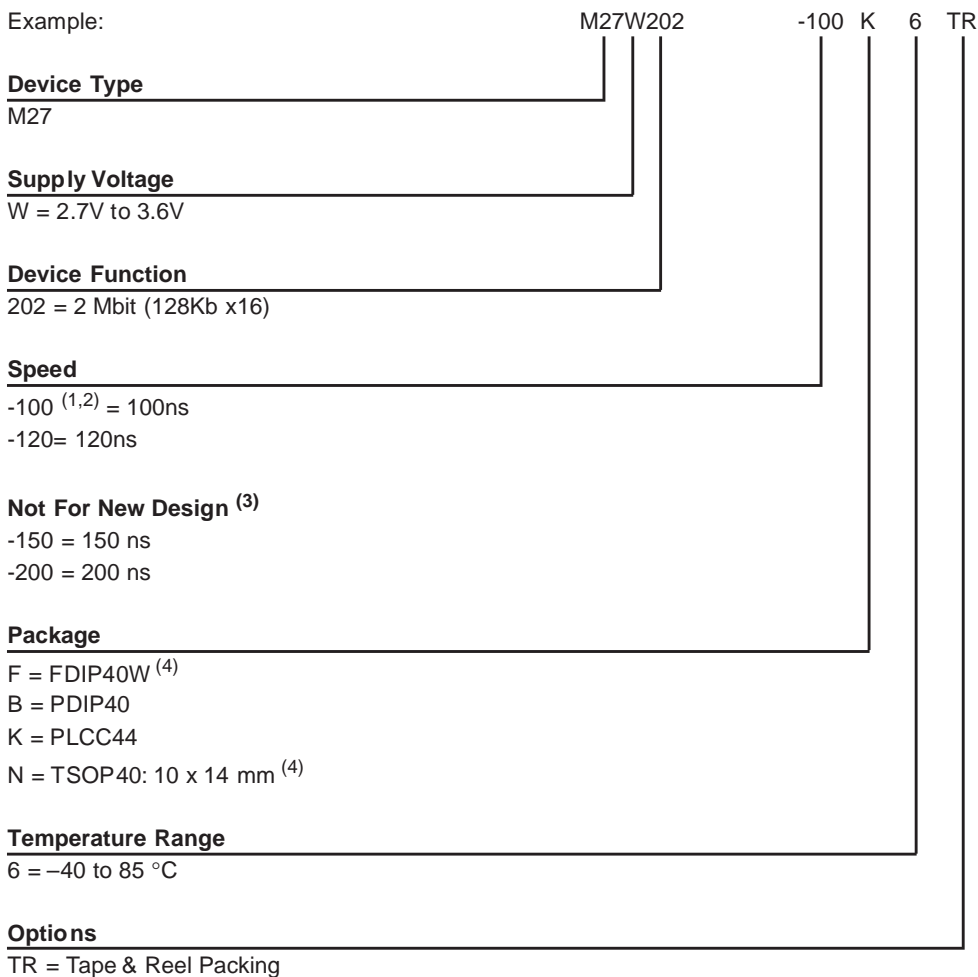 Example: M27W202 -100 K 6 TR
Device Type
M27
Supply Voltage
W = 2.7V to 3.6V
Device Function
202 = 2 Mbit (128Kb x16)
Speed
-100 (1,2) = 100ns
-120= 120ns
Not For New Design (3)
-150 = 150 ns
-200 = 200 ns
Package
F = FDIP40W (4)
B = PDIP40
K = PLCC44
N = TSOP40: 10 x 14 mm (4)
Temperature Range
6 = –40 to 85 °C
Options
TR = Tape & Reel Packing